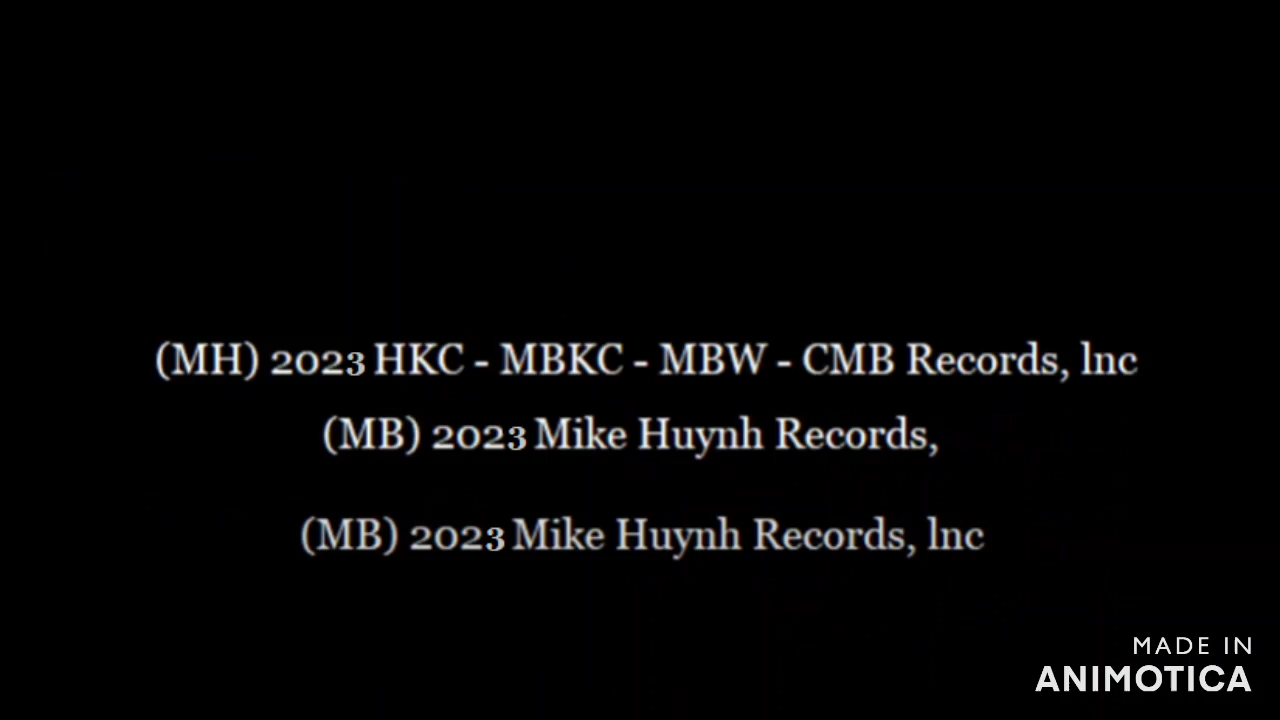 (MH) 2023 HKC - MBKC - MBW - CMB Records, lnc
(MB) 2023 Mike Huynh Records,
(MB) 2023 Mike Huynh Records, lnc
MADE IN
ANIMOTICA